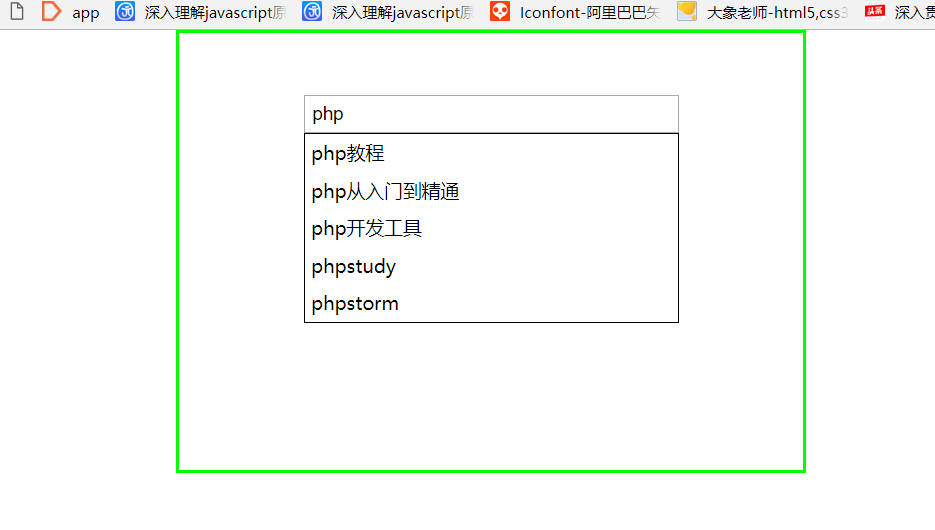 app 深入理解javascript原 深入理解javascript原 Iconfont-阿里巴巴矢 大象老师-html5,css3 头条 深入贯
php
php教程
php从入门到精通
php开发工具
phpstudy
phpstorm